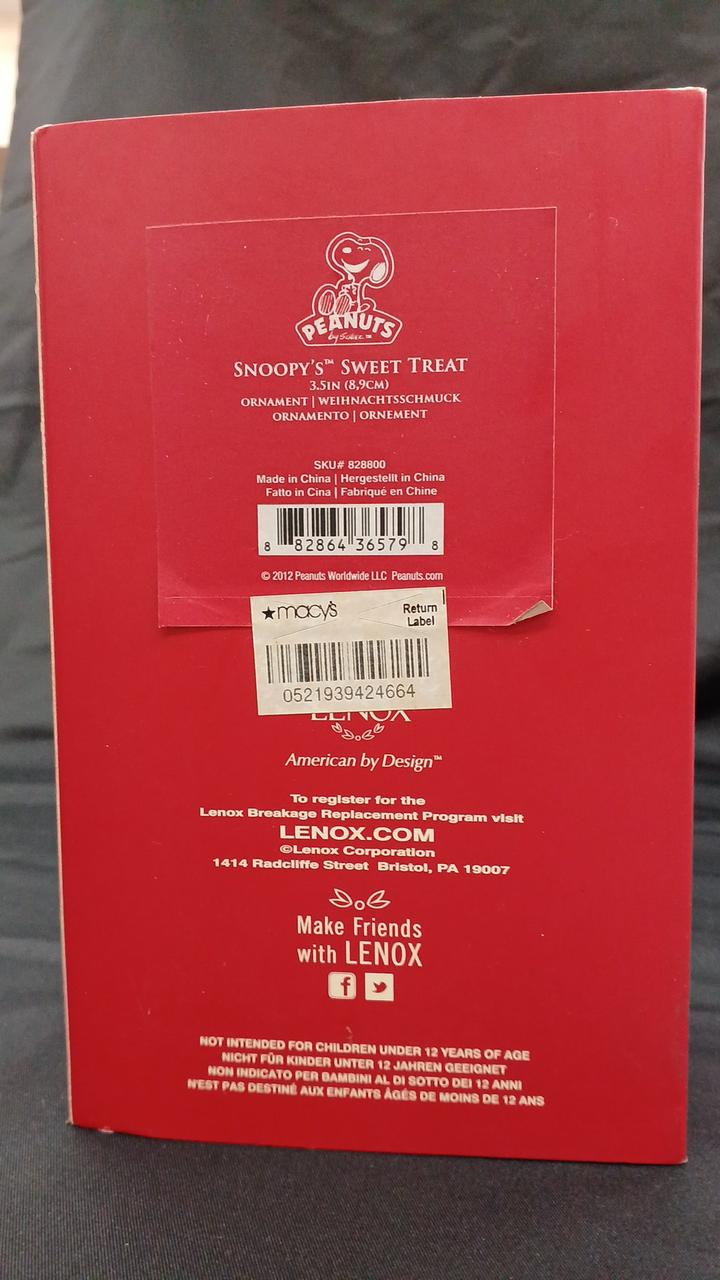 PEANUTS
by Schulz ™
SNOOPY'S™ SWEET TREAT
3.5IN (8,9CM)
ORNAMENT | WEIHNACHTSSCHMUCK
ORNAMENTO | ORNEMENT
SKU# 828800
Made in China | Hergestellt in China
Fatto in Cina | Fabriqué en Chine
8 82864 36579 8
© 2012 Peanuts Worldwide LLC Peanuts.com
★macy's Return
Label
0521939424664
LENOX
American by Design™
To register for the
Lenox Breakage Replacement Program visit
LENOX.COM
©Lenox Corporation
1414 Radcliffe Street Bristol, PA 19007
Make Friends
with LENOX
f
NOT INTENDED FOR CHILDREN UNDER 12 YEARS OF AGE
NICHT FÜR KINDER UNTER 12 JAHREN GEEIGNET
NON INDICATO PER BAMBINI AL DI SOTTO DEI 12 ANNI
N'EST PAS DESTINÉ AUX ENFANTS ÂGÉS DE MOINS DE 12 ANS